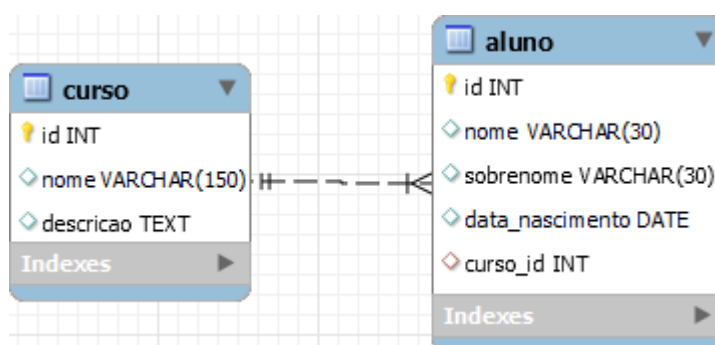 curso
id INT
nome VARCHAR(150)
descricao TEXT
Indexes
aluno
id INT
nome VARCHAR(30)
sobrenome VARCHAR(30)
data_nascimento DATE
curso_id INT
Indexes